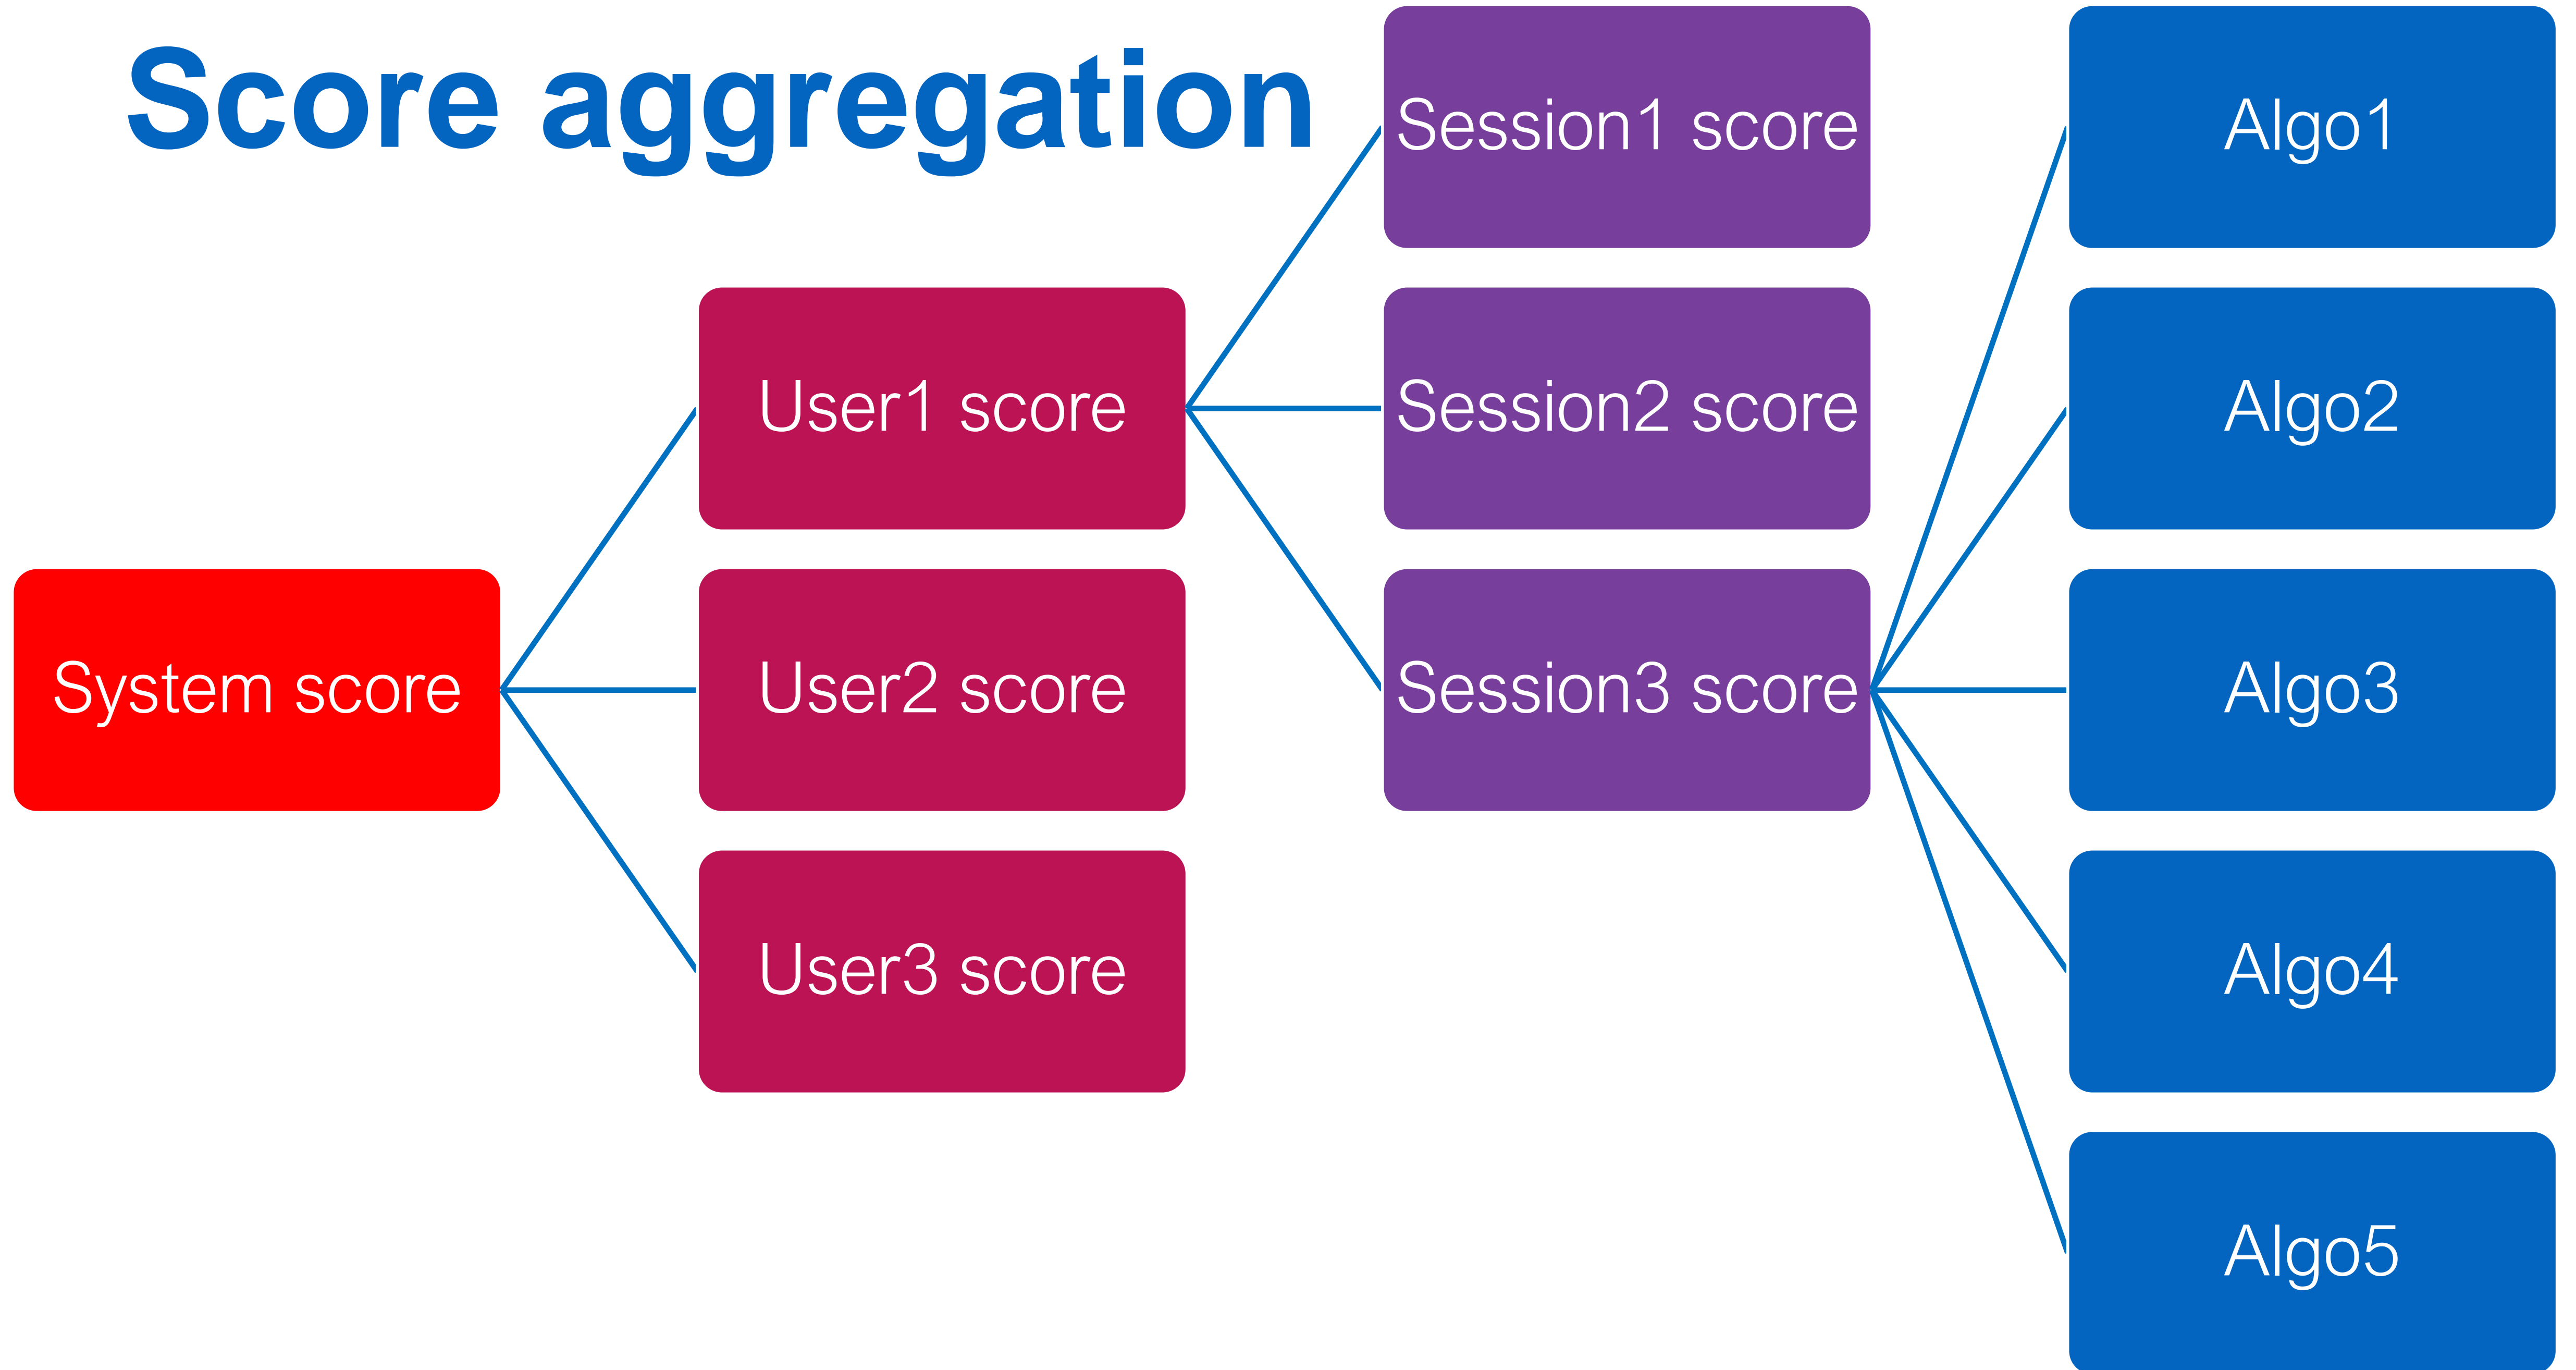 Score aggregation
System score
User1 score
User2 score
User3 score
Session1 score
Session2 score
Session3 score
Algo1
Algo2
Algo3
Algo4
Algo5